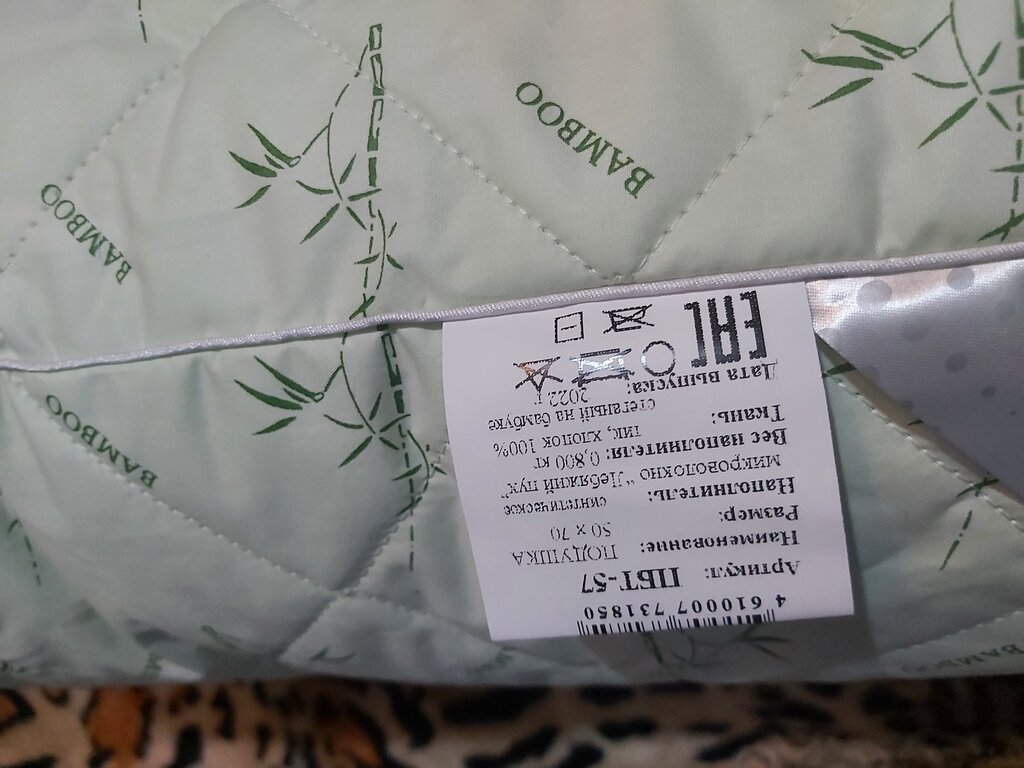 BAMBOO
BAMBOO
BAMBOO
BAMBOO
4 610007 731850
Артикул: ПБТ-57
Наименование: ПОДУШКА
Размер: 50 х 70
Наполнитель: синтетическое
микроволокно "Лебяжий пух"
Вес наполнителя: 0,800 кг
Ткань: тик, хлопок 100%
стеганый на бамбуке
Дата выпуска: 2022 г
EAC